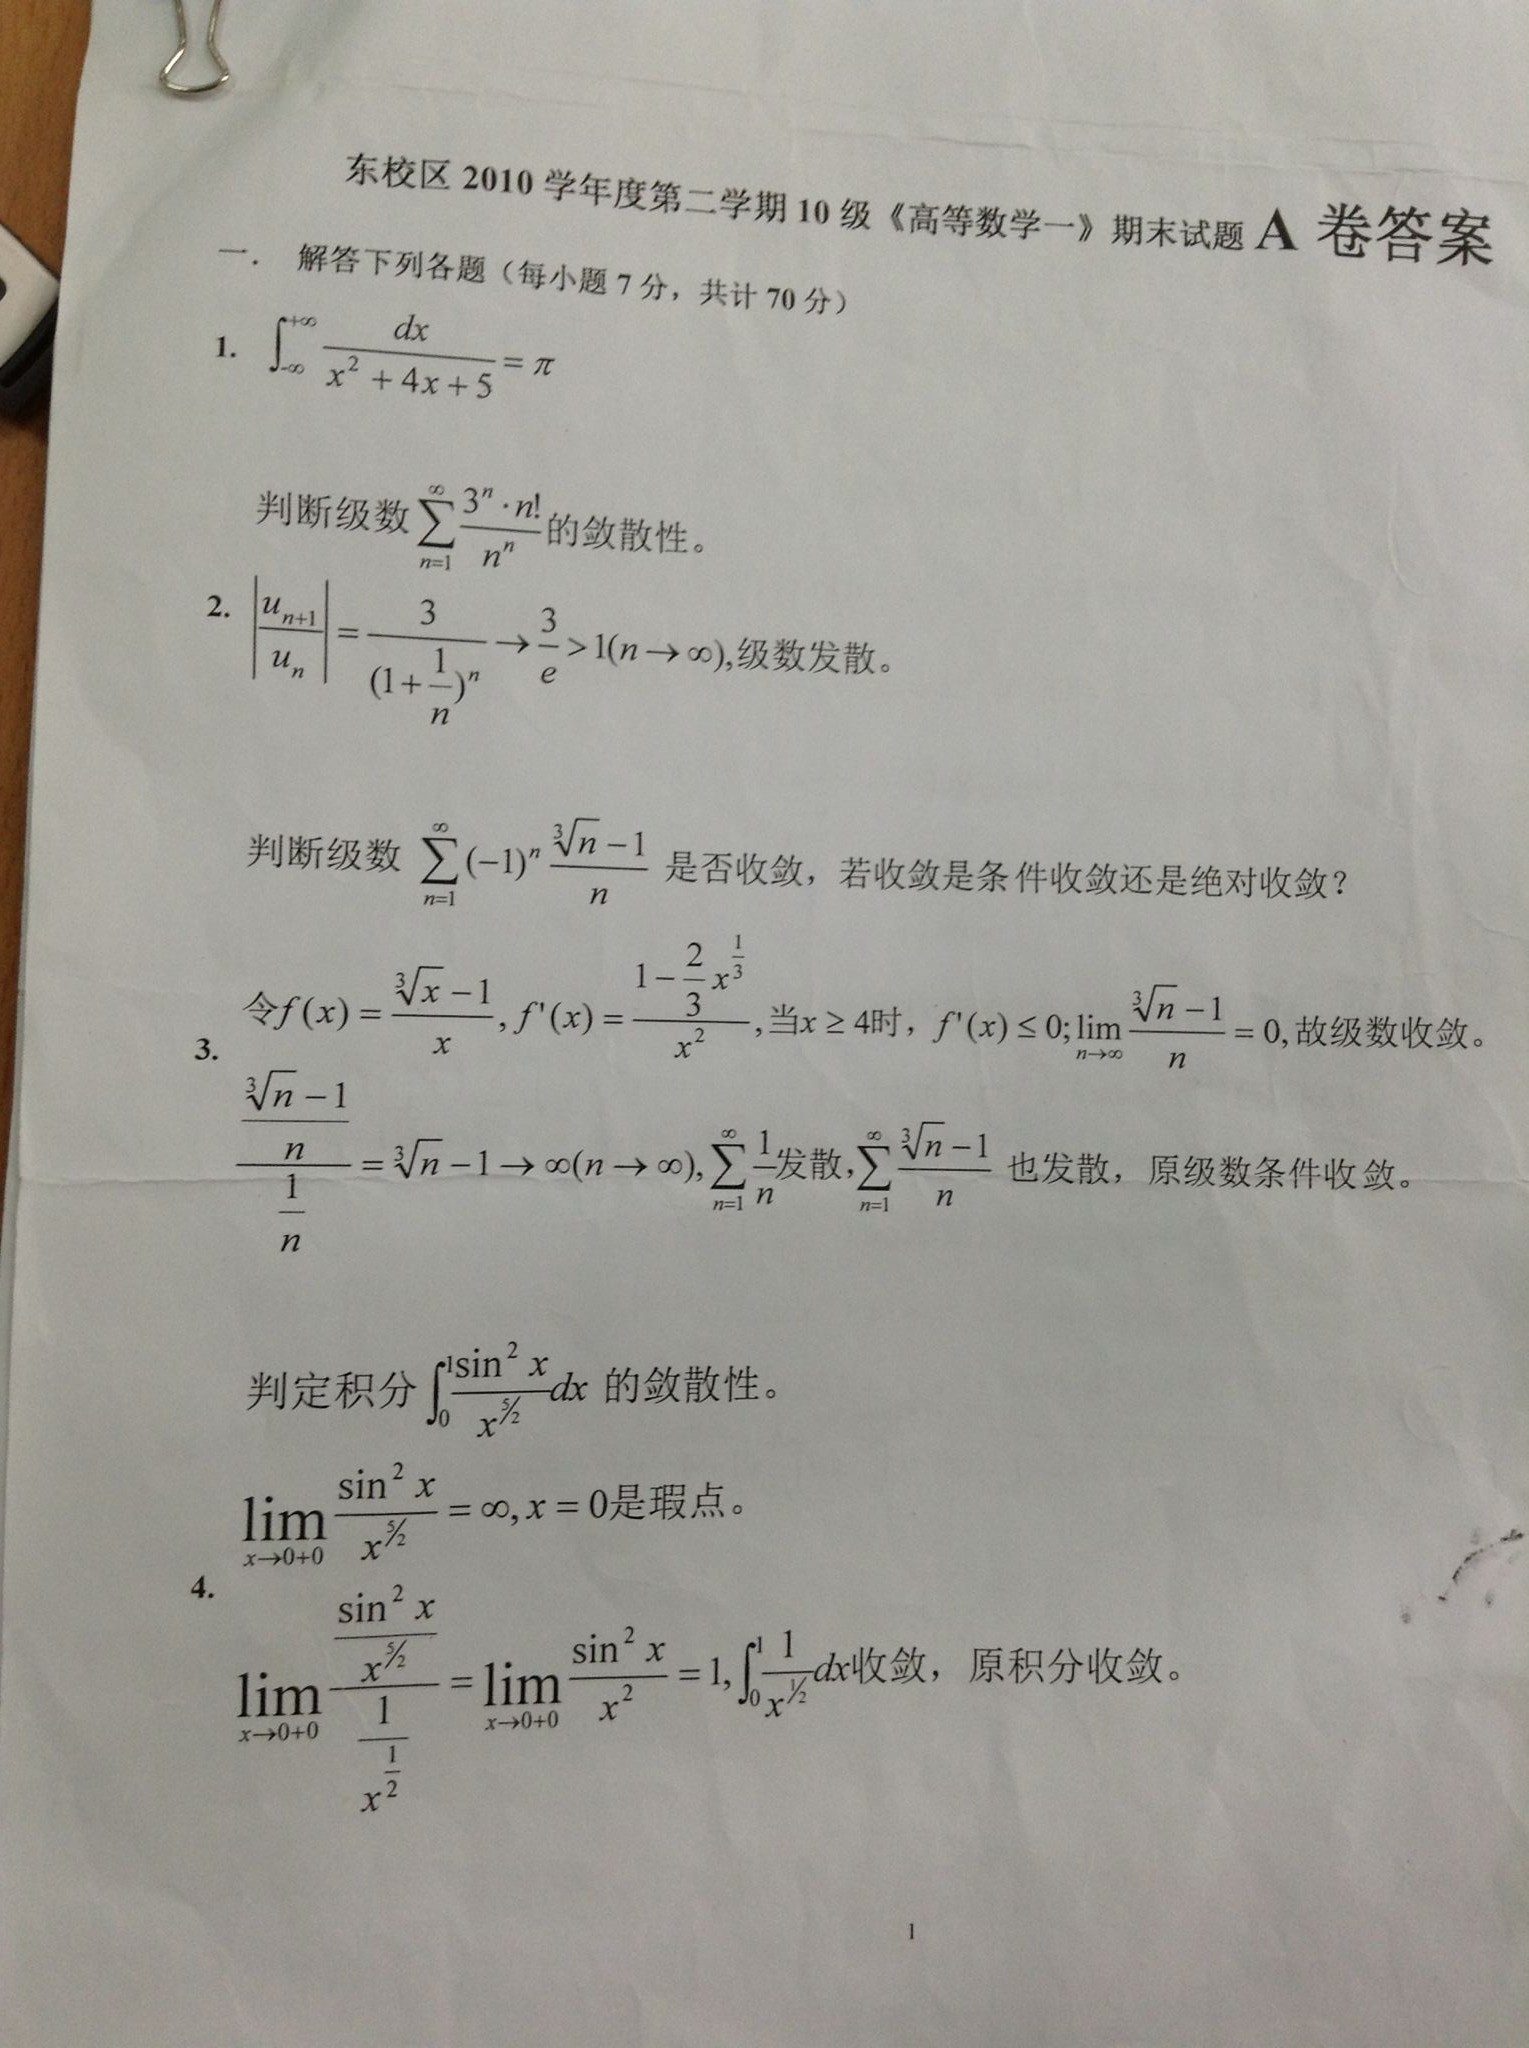 东校区 2010 学年度第二学期 10 级《高等数学一》期末试题 A 卷答案
一． 解答下列各题（每小题 7 分，共计 70 分）
1. $\int_{-\infty}^{+\infty} \frac{dx}{x^2+4x+5} = \pi$
判断级数 $\sum_{n=1}^{\infty} \frac{3^n \cdot n!}{n^n}$ 的敛散性。
2. $\left|\frac{u_{n+1}}{u_n}\right| = \frac{3}{(1+\frac{1}{n})^n} \to \frac{3}{e} > 1 (n \to \infty)$,级数发散。
判断级数 $\sum_{n=1}^{\infty} (-1)^n \frac{\sqrt[3]{n}-1}{n}$ 是否收敛，若收敛是条件收敛还是绝对收敛？
3. 令 $f(x) = \frac{\sqrt[3]{x}-1}{x}, f'(x) = \frac{1-\frac{2}{3}x^{\frac{1}{3}}}{x^2}$,当 $x \geq 4$时，$f'(x) \leq 0; \lim_{n \to \infty} \frac{\sqrt[3]{n}-1}{n} = 0$,故级数收敛。
$\frac{\frac{\sqrt[3]{n}-1}{n}}{\frac{1}{n}} = \sqrt[3]{n}-1 \to \infty (n \to \infty), \sum_{n=1}^{\infty} \frac{1}{n}$发散,$\sum_{n=1}^{\infty} \frac{\sqrt[3]{n}-1}{n}$ 也发散，原级数条件收敛。
判定积分 $\int_0^1 \frac{\sin^2 x}{x^{5/2}} dx$ 的敛散性。
$\lim_{x \to 0+0} \frac{\sin^2 x}{x^{5/2}} = \infty, x = 0$是瑕点。
4. $\lim_{x \to 0+0} \frac{\frac{\sin^2 x}{x^{5/2}}}{\frac{1}{x^{\frac{1}{2}}}} = \lim_{x \to 0+0} \frac{\sin^2 x}{x^2} = 1, \int_0^1 \frac{1}{x^{1/2}} dx$收敛，原积分收敛。
1